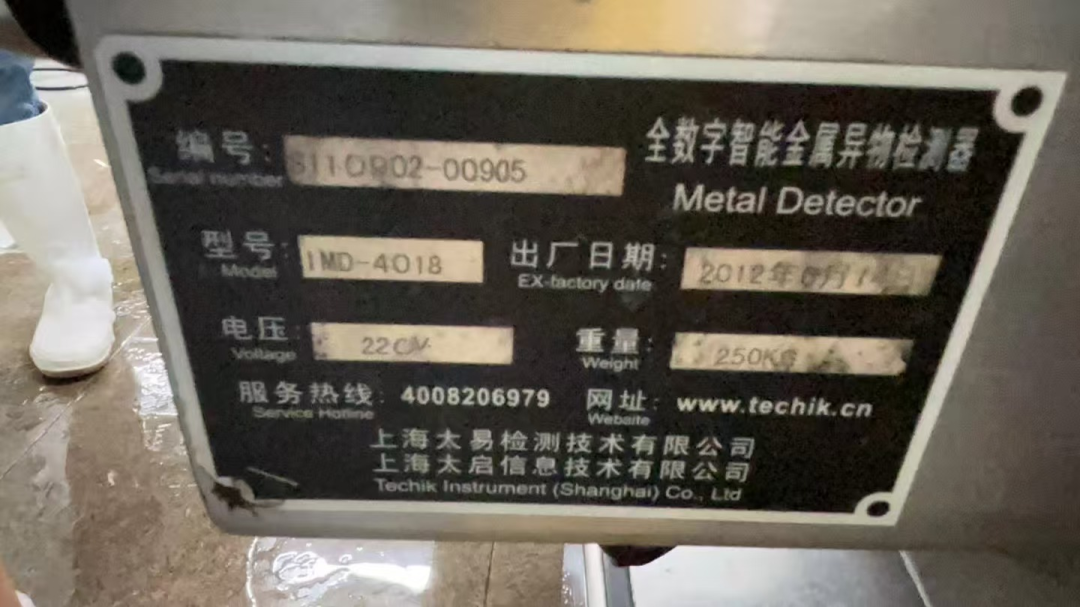 全数字智能金属异物检测器
Metal Detector
编号:
Serial number
型号: IMD-4018
Model
出厂日期:
EX-factory date
电压: 220V
Voltage
重量: 250KG
Weight
服务热线: 4008206979
Service Hotline
网址: www.techik.cn
Website
上海太易检测技术有限公司
上海太启信息技术有限公司
Techik Instrument (Shanghai) Co., Ltd